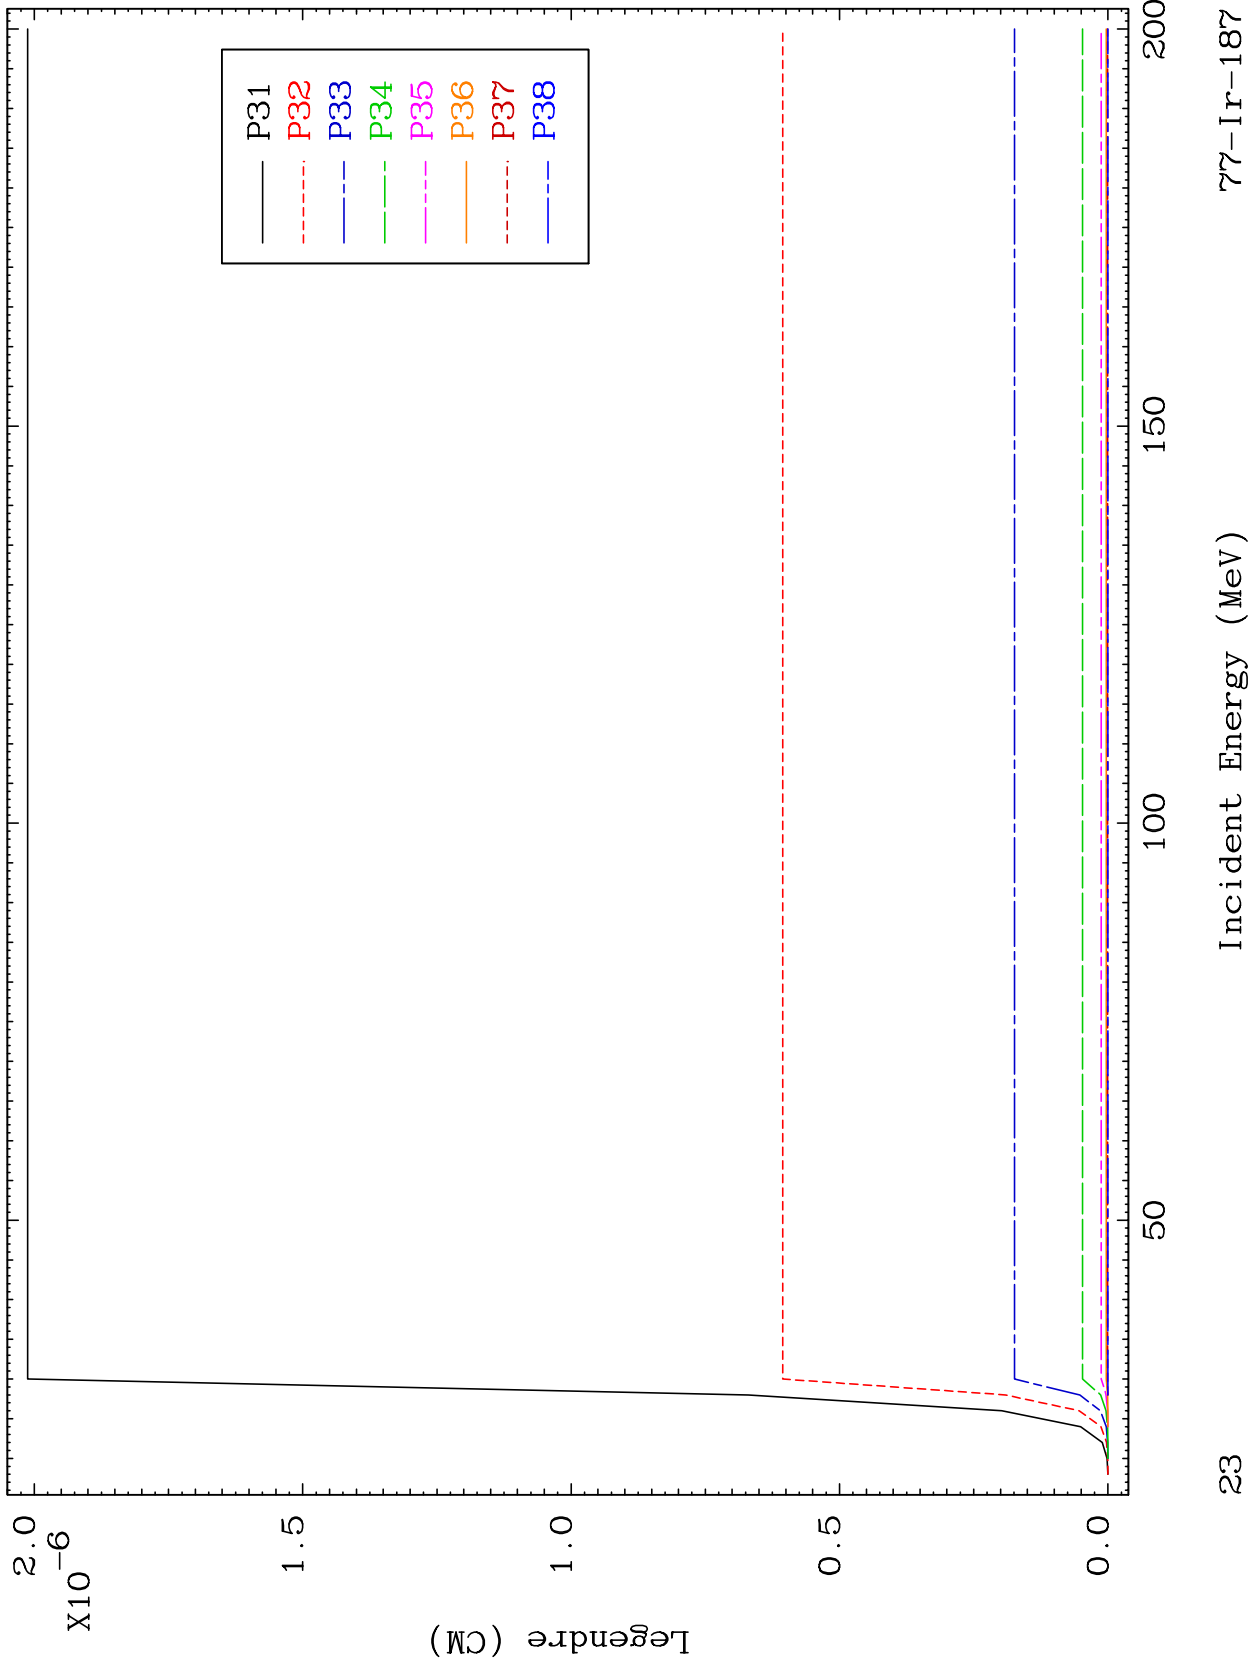 2.0
X10-6
1.5
1.0
0.5
0.0
Legendre (CM)
P31
P32
P33
P34
P35
P36
P37
P38
50
100
150
200
23
Incident Energy (MeV)
77-Ir-187